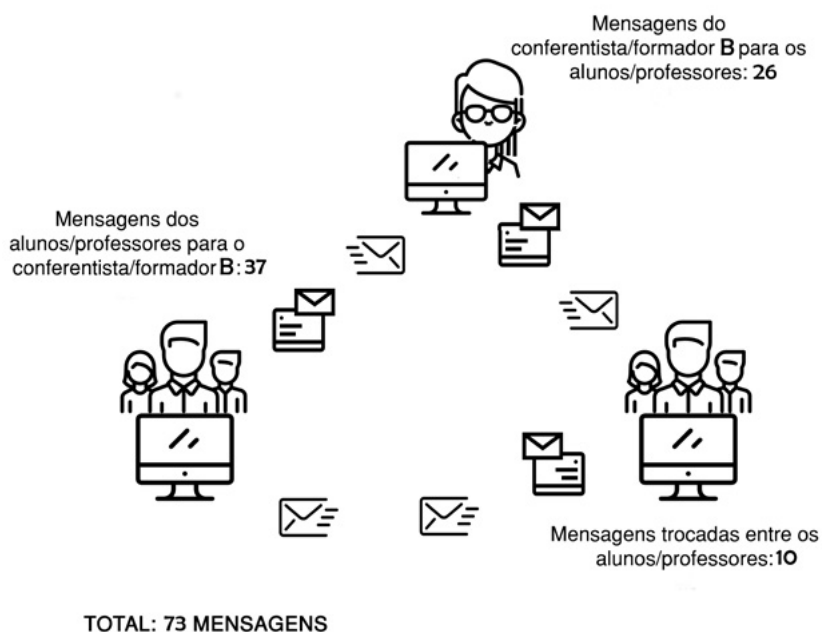 Mensagens do
conferentista/formador B para os
alunos/professores: 26
Mensagens dos
alunos/professores para o
conferentista/formador B: 37
Mensagens trocadas entre os
alunos/professores: 10
TOTAL: 73 MENSAGENS